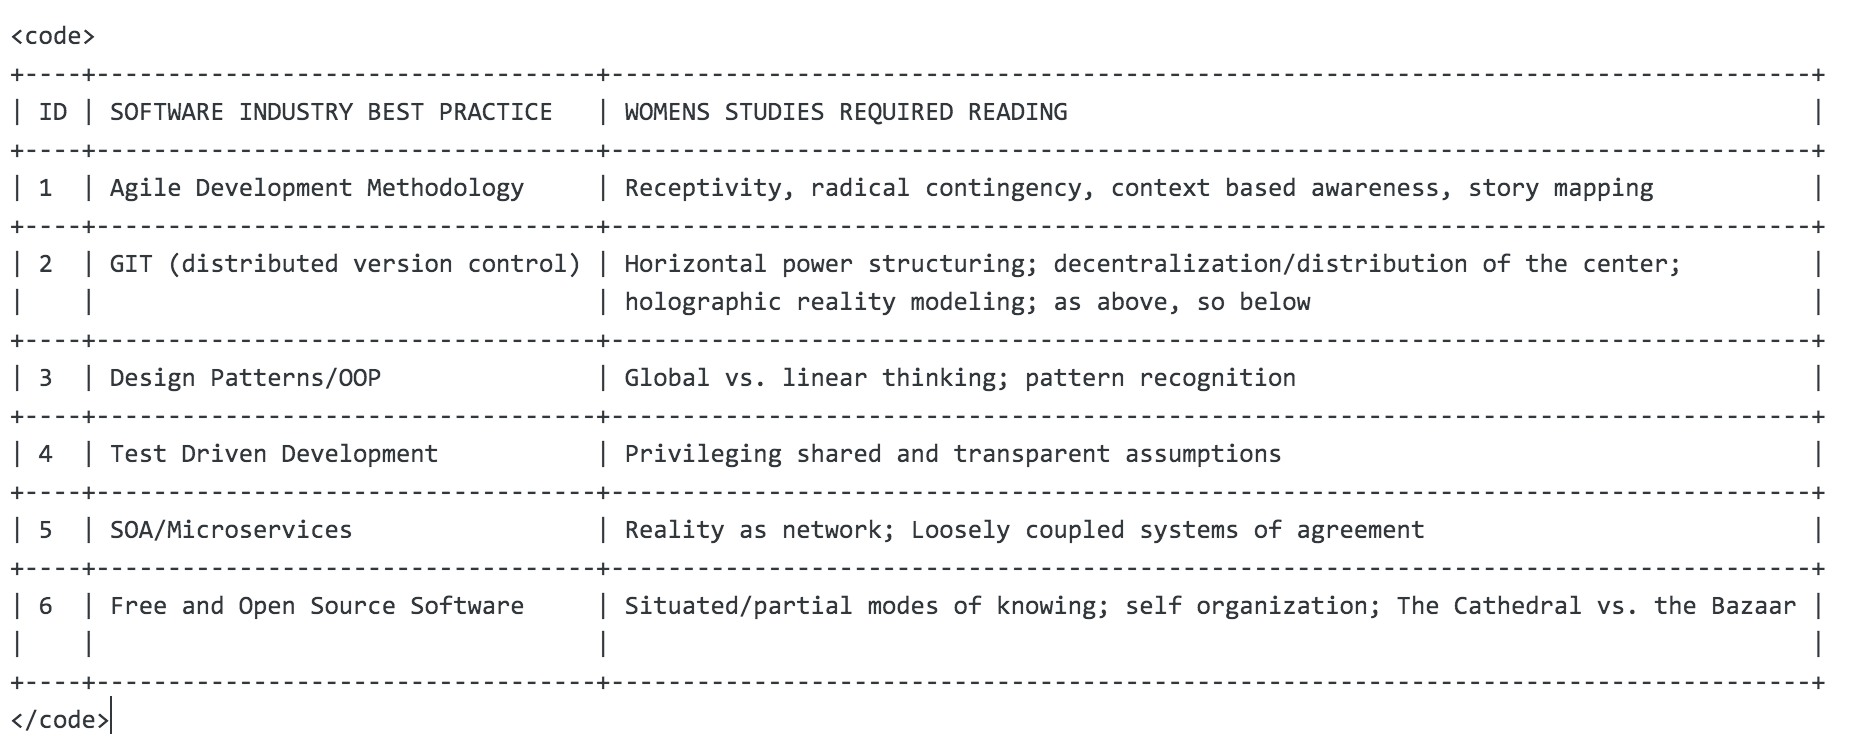 <code>
+----+-----------------------------------+------------------------------------------------------------------------------------+
| ID | SOFTWARE INDUSTRY BEST PRACTICE   | WOMENS STUDIES REQUIRED READING                                                    |
+----+-----------------------------------+------------------------------------------------------------------------------------+
| 1  | Agile Development Methodology     | Receptivity, radical contingency, context based awareness, story mapping           |
+----+-----------------------------------+------------------------------------------------------------------------------------+
| 2  | GIT (distributed version control) | Horizontal power structuring; decentralization/distribution of the center;         |
|    |                                   | holographic reality modeling; as above, so below                                   |
+----+-----------------------------------+------------------------------------------------------------------------------------+
| 3  | Design Patterns/OOP               | Global vs. linear thinking; pattern recognition                                    |
+----+-----------------------------------+------------------------------------------------------------------------------------+
| 4  | Test Driven Development           | Privileging shared and transparent assumptions                                     |
+----+-----------------------------------+------------------------------------------------------------------------------------+
| 5  | SOA/Microservices                 | Reality as network; Loosely coupled systems of agreement                           |
+----+-----------------------------------+------------------------------------------------------------------------------------+
| 6  | Free and Open Source Software     | Situated/partial modes of knowing; self organization; The Cathedral vs. the Bazaar |
|    |                                   |                                                                                    |
+----+-----------------------------------+------------------------------------------------------------------------------------+
</code>